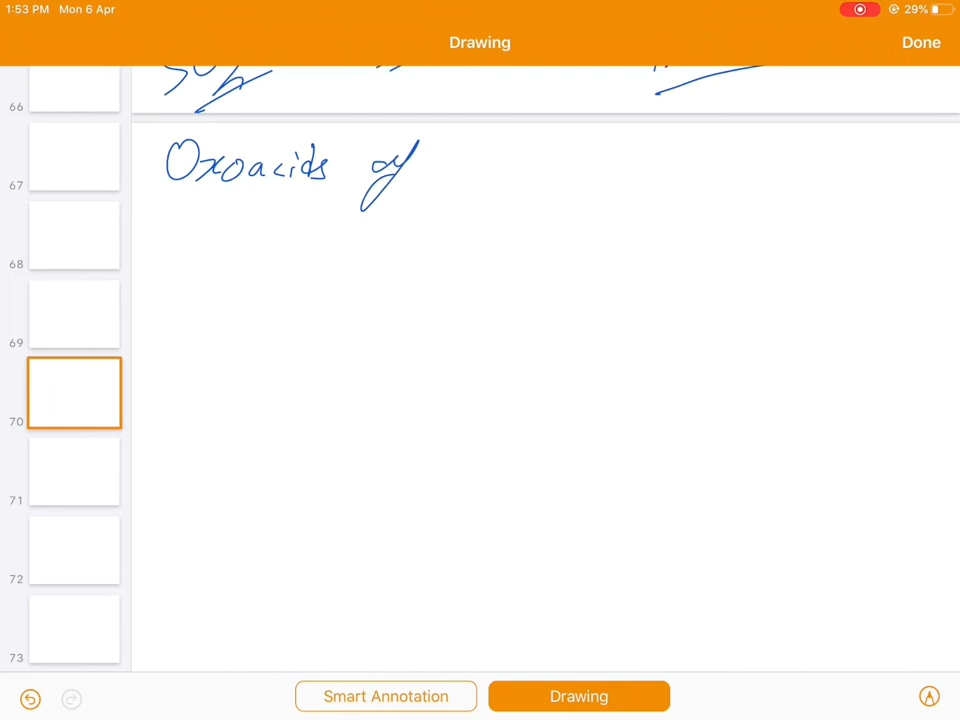 1:53 PM Mon 6 Apr 29%
Drawing
Done
66
Oxoacids of
67
68
69
70
71
72
73
Smart Annotation
Drawing